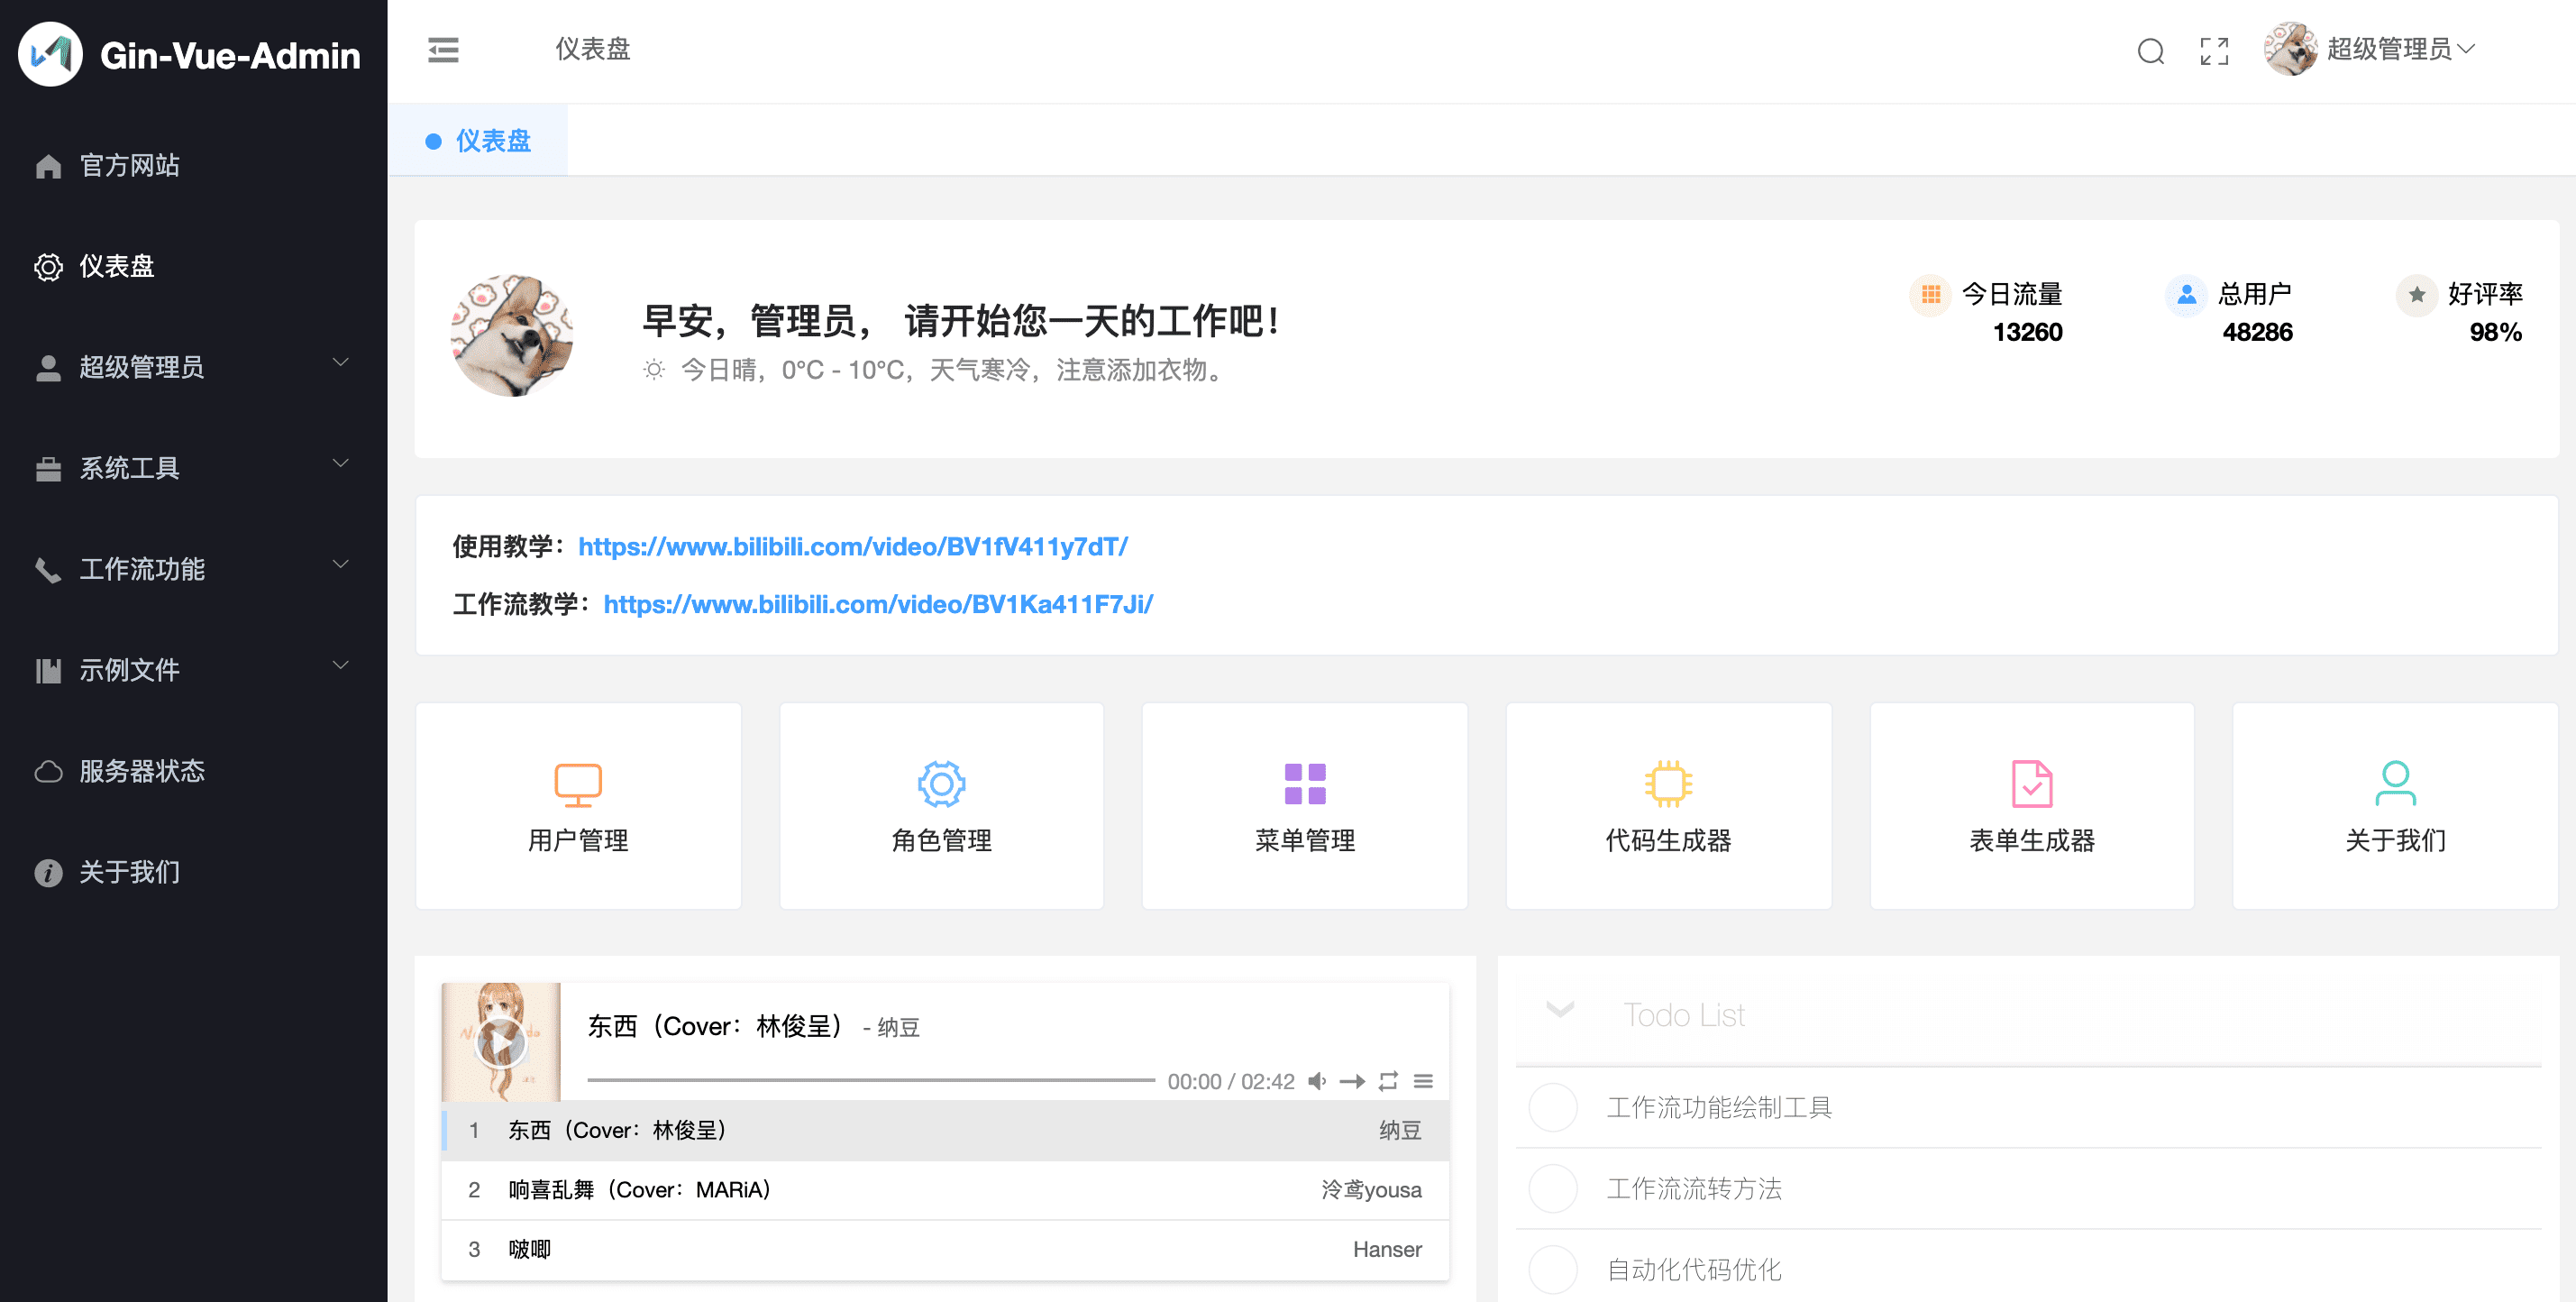 Gin-Vue-Admin
官方网站
仪表盘
超级管理员
系统工具
工作流功能
示例文件
服务器状态
关于我们
仪表盘
超级管理员
仪表盘
早安，管理员， 请开始您一天的工作吧！
今日晴，0℃ - 10℃，天气寒冷，注意添加衣物。
今日流量
13260
总用户
48286
好评率
98%
使用教学：https://www.bilibili.com/video/BV1fV411y7dT/
工作流教学：https://www.bilibili.com/video/BV1Ka411F7Ji/
用户管理
角色管理
菜单管理
代码生成器
表单生成器
关于我们
东西（Cover：林俊呈） - 纳豆
00:00 / 02:42
1 东西（Cover：林俊呈） 纳豆
2 响喜乱舞（Cover：MARiA） 泠鸢yousa
3 啵唧 Hanser
Todo List
工作流功能绘制工具
工作流流转方法
自动化代码优化